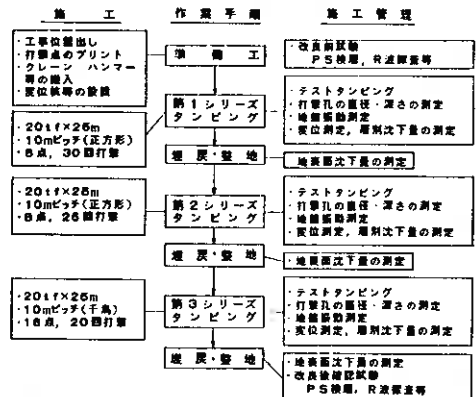 施工
作業手順
施工管理
・工事位置出し
・打撃点のプリント
・クレーン ハンマー
等の搬入
・変位杭等の設置
準備工
・改良前試験
PS検層,R波探査等
・20tf×25m
・10mピッチ(正方形)
・8点,30回打撃
第1シリーズ
タンピング
・テストタンピング
・打撃孔の直径・深さの測定
・地盤振動測定
・変位測定,層別沈下量の測定
埋戻・整地
・地表面沈下量の測定
・20tf×25m
・10mピッチ(正方形)
・8点,25回打撃
第2シリーズ
タンピング
・テストタンピング
・打撃孔の直径・深さの測定
・地盤振動測定
・変位測定,層別沈下量の測定
埋戻・整地
・地表面沈下量の測定
・20tf×25m
・10mピッチ(千鳥)
・16点,20回打撃
第3シリーズ
タンピング
・テストタンピング
・打撃孔の直径・深さの測定
・地盤振動測定
・変位測定,層別沈下量の測定
埋戻・整地
・地表面沈下量の測定
・改良後確認試験
PS検層,R波探査等